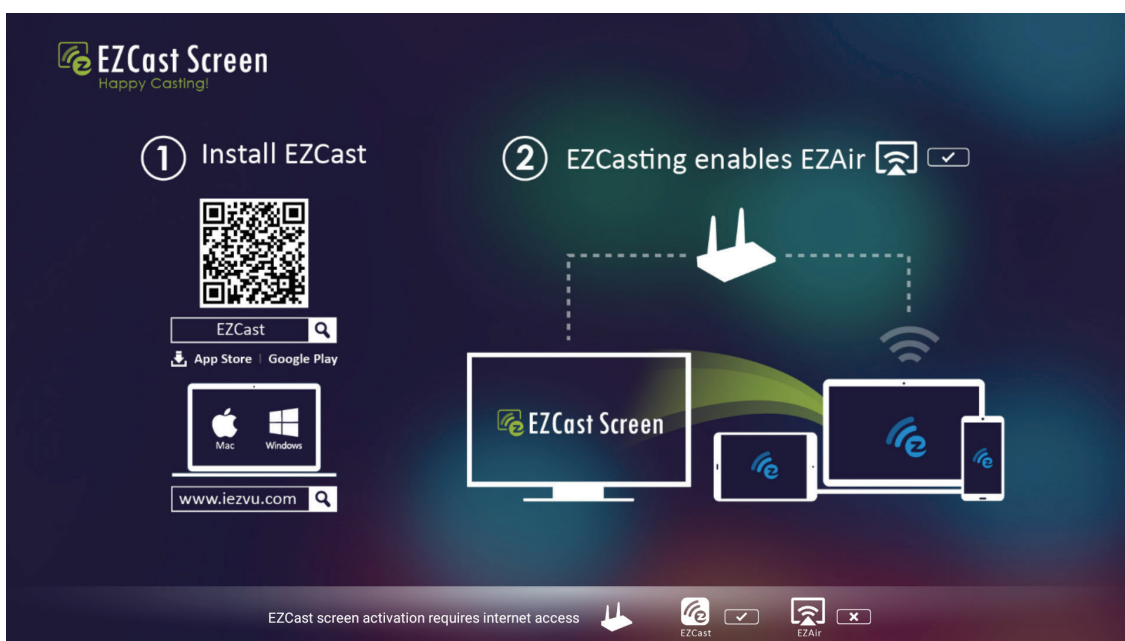 EZCast Screen
Happy Casting!
1 Install EZCast
EZCast
App Store | Google Play
Mac Windows
www.iezvu.com
2 EZCasting enables EZAir
EZCast Screen
EZCast screen activation requires internet access
EZCast
EZAir